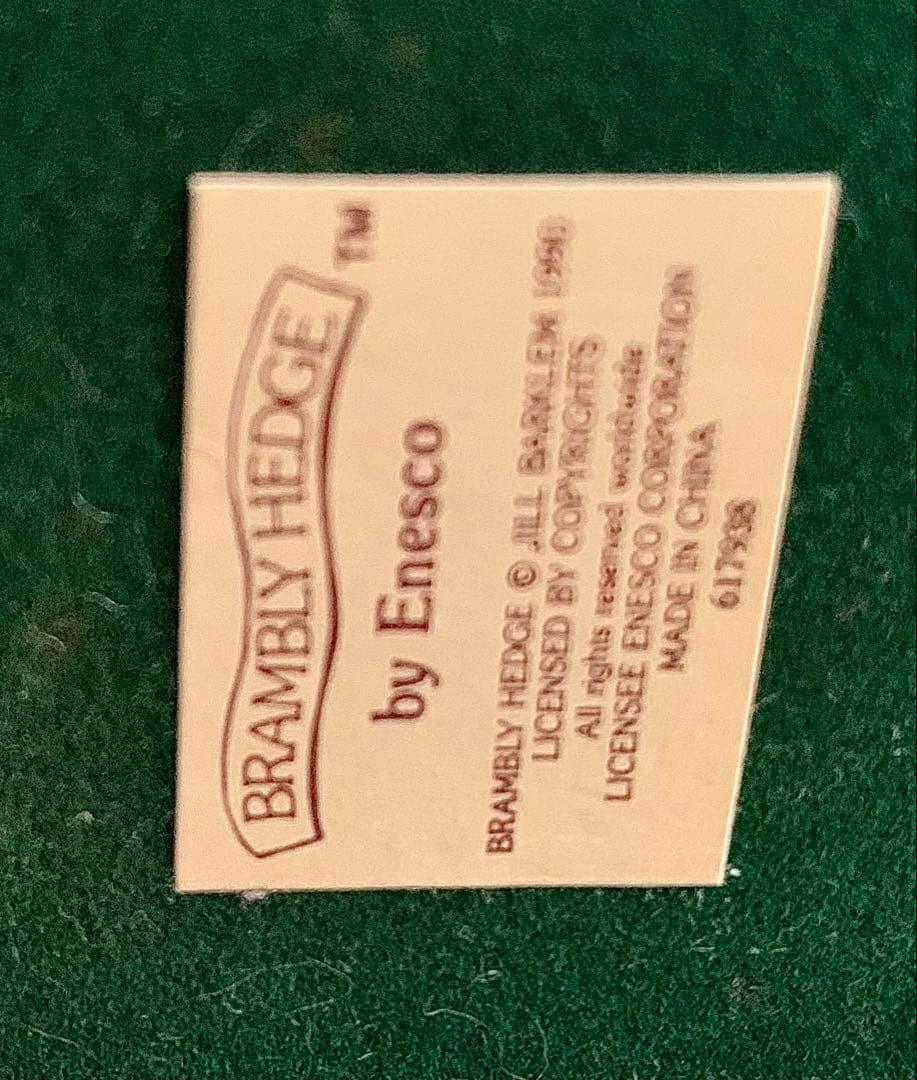 BRAMBLY HEDGE ™
by Enesco
BRAMBLY HEDGE © JILL BARKLEM 1990
LICENSED BY COPYRIGHTS
All rights reserved worldwide
LICENSEE ENESCO CORPORATION
MADE IN CHINA
617938